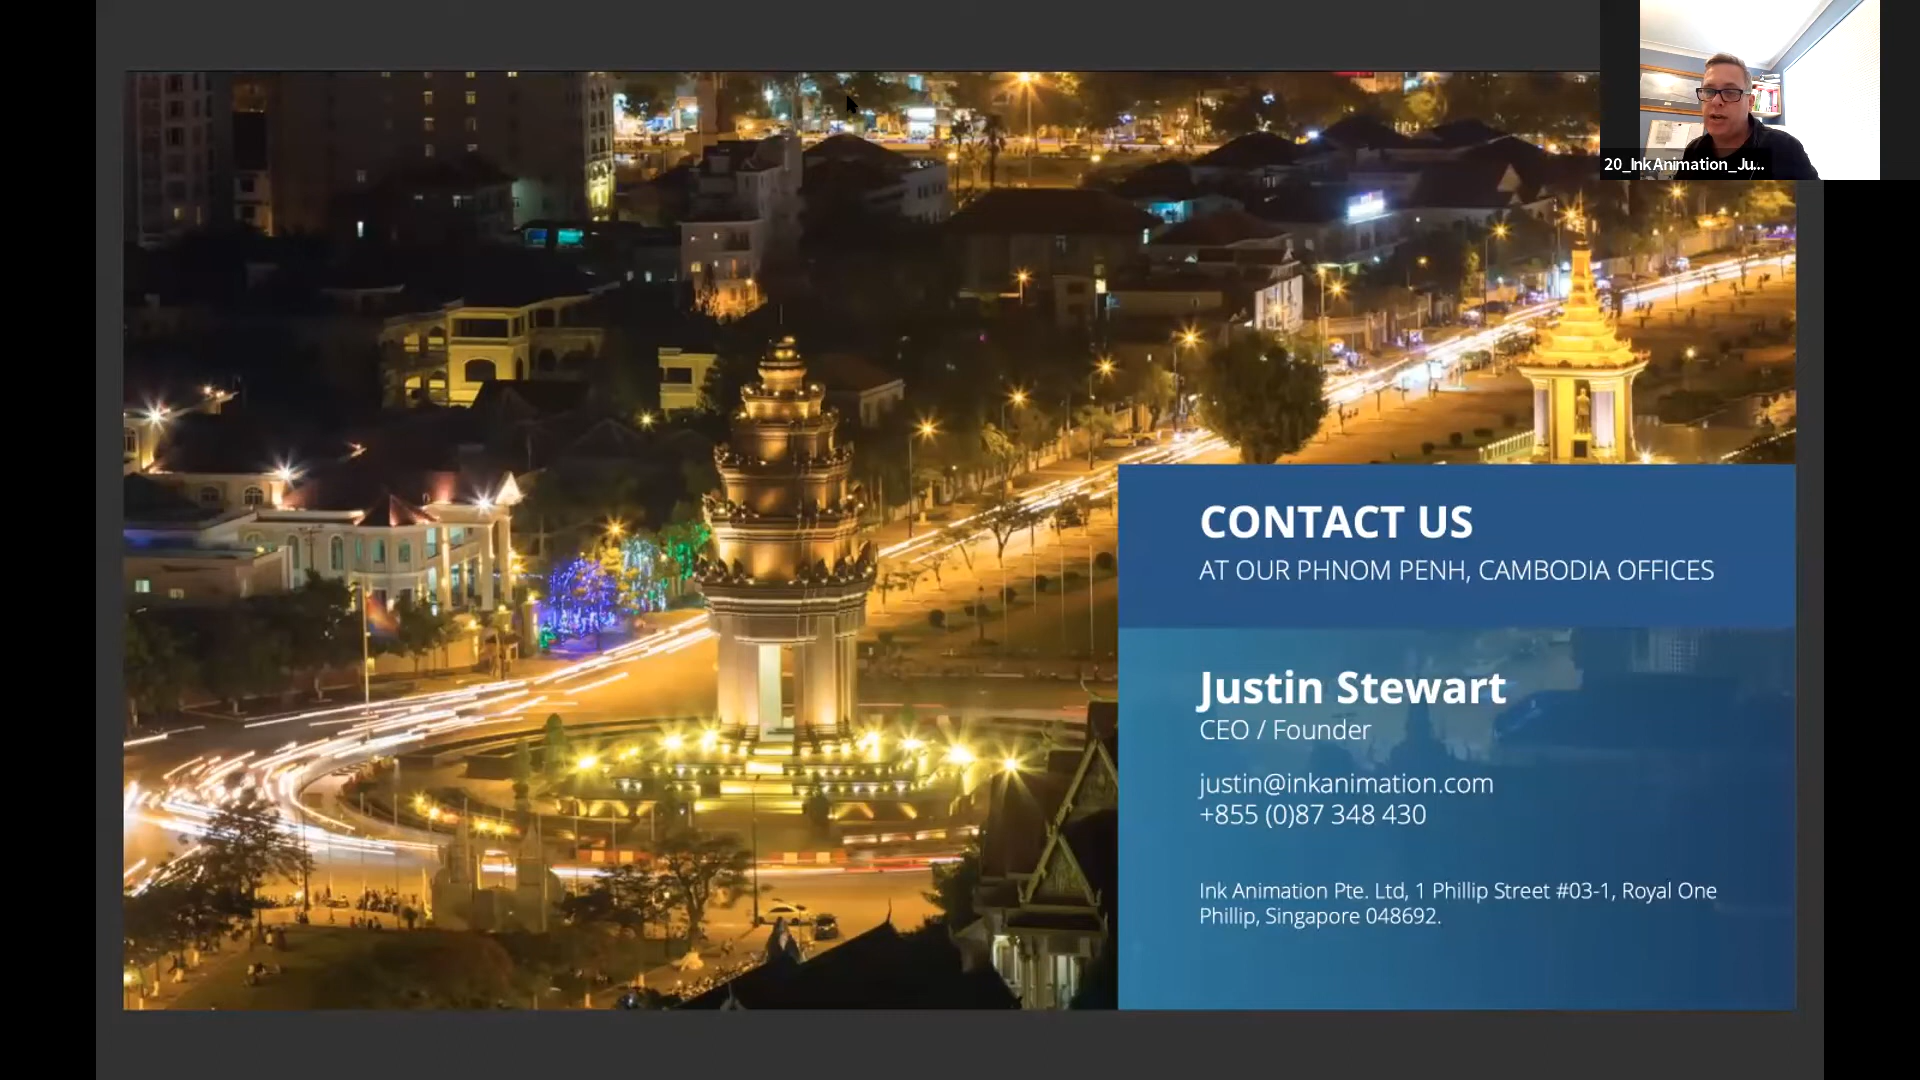 20_InkAnimation_Ju...
CONTACT US
AT OUR PHNOM PENH, CAMBODIA OFFICES
Justin Stewart
CEO / Founder
justin@inkanimation.com
+855 (0)87 348 430
Ink Animation Pte. Ltd, 1 Phillip Street #03-1, Royal One
Phillip, Singapore 048692.